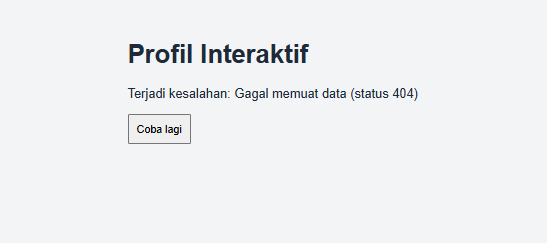 Profil Interaktif
Terjadi kesalahan: Gagal memuat data (status 404)
Coba lagi